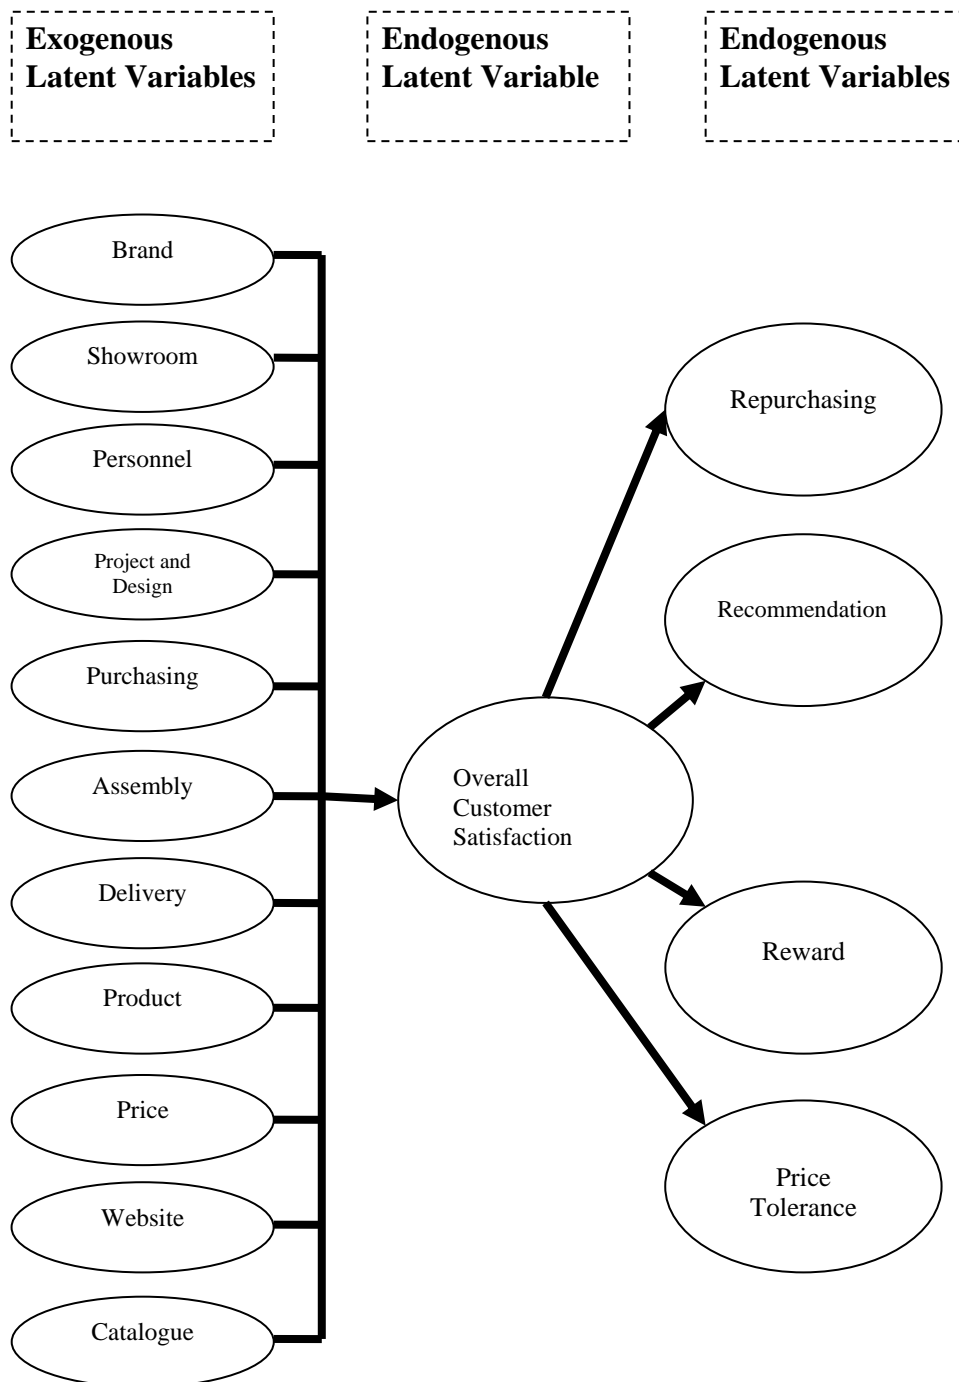 Exogenous
Latent Variables
Endogenous
Latent Variable
Endogenous
Latent Variables
Brand
Showroom
Personnel
Project and
Design
Purchasing
Assembly
Delivery
Product
Price
Website
Catalogue
Overall
Customer
Satisfaction
Repurchasing
Recommendation
Reward
Price
Tolerance